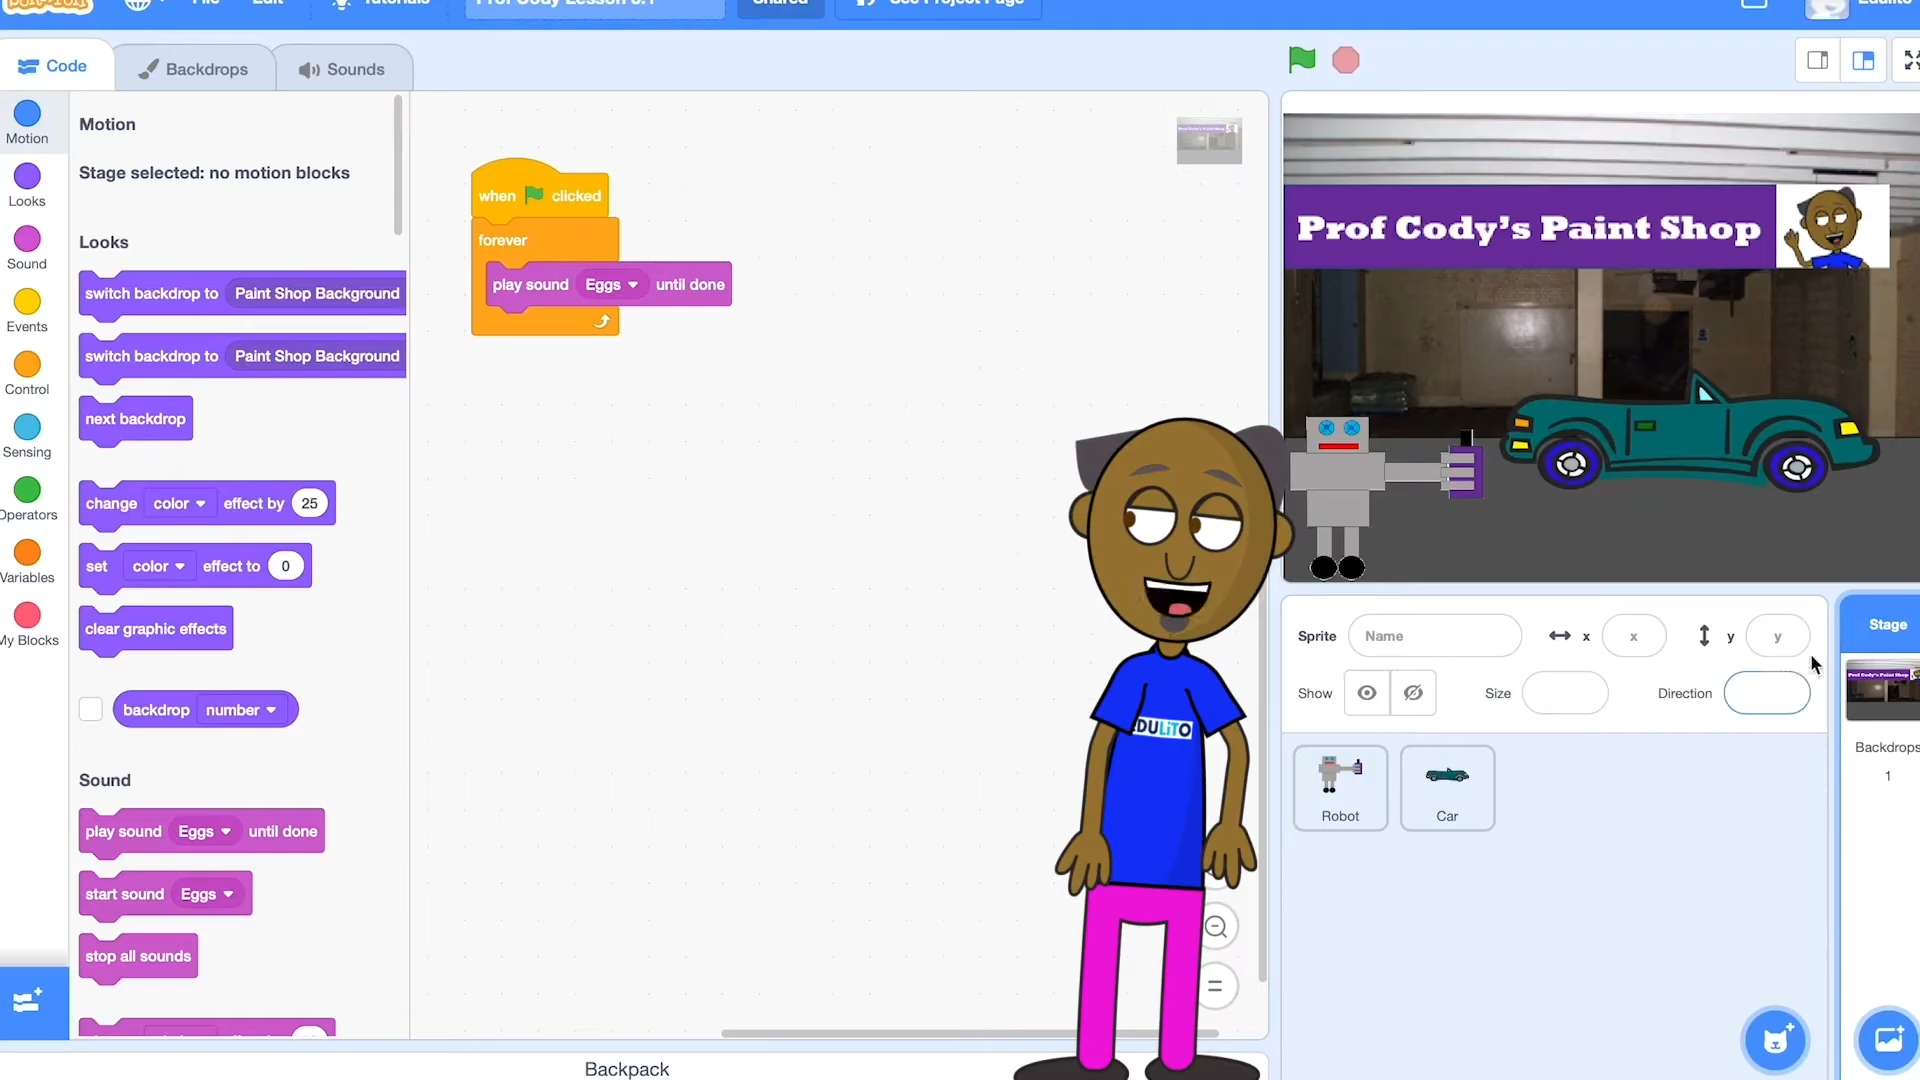 Code
Backdrops
Sounds
Motion
Looks
Sound
Events
Control
Sensing
Operators
Variables
My Blocks
Motion
Stage selected: no motion blocks
Looks
switch backdrop to Paint Shop Background
switch backdrop to Paint Shop Background
next backdrop
change color effect by 25
set color effect to 0
clear graphic effects
backdrop number
Sound
play sound Eggs until done
start sound Eggs
stop all sounds
when clicked
forever
play sound Eggs until done
DULiTO
Backpack
Prof Cody's Paint Shop
Sprite Name x x y y
Show Size Direction
Robot
Car
Stage
Backdrops
1